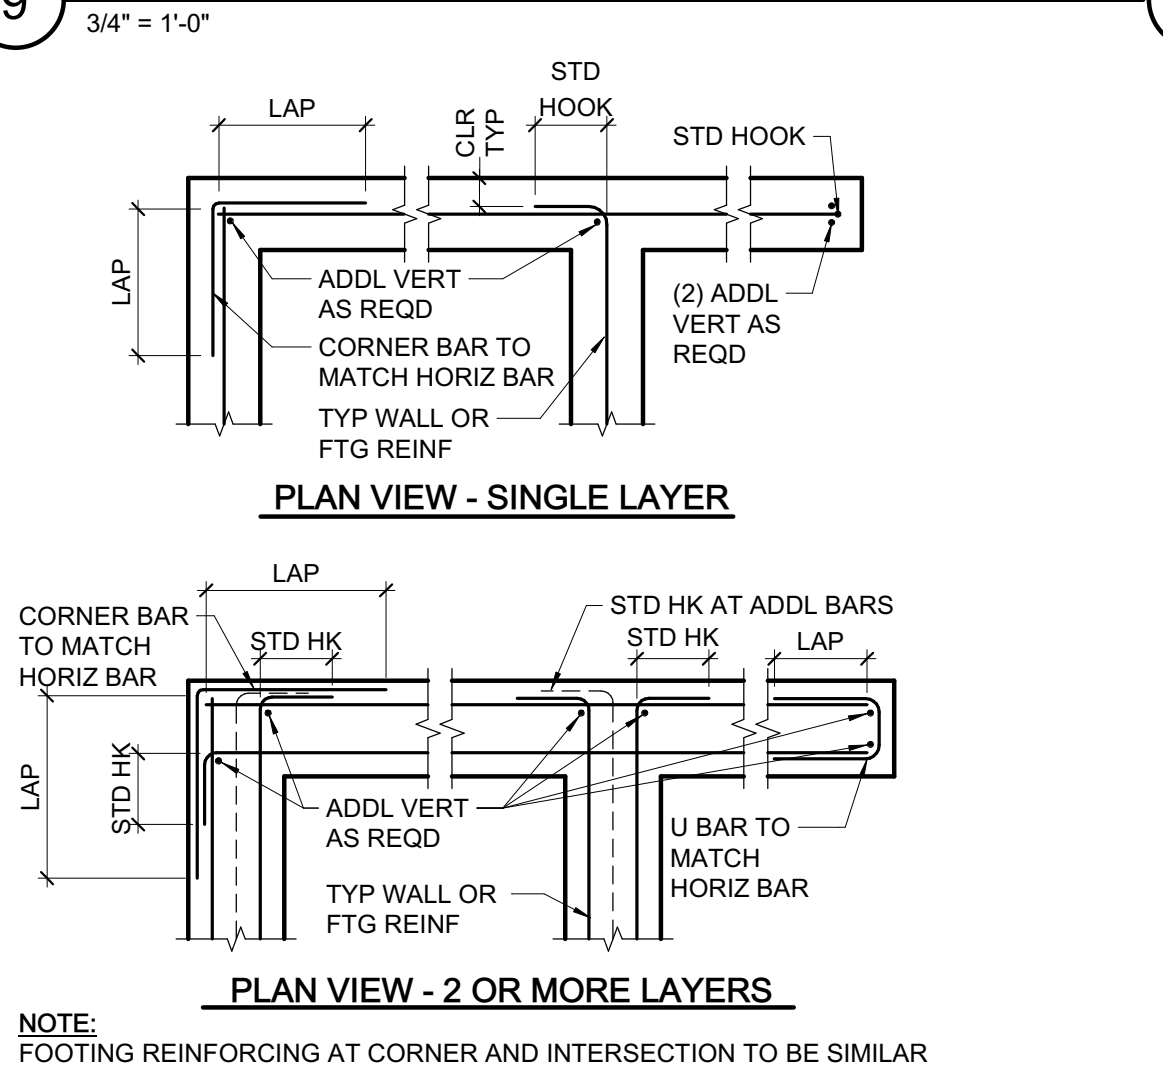 9
3/4" = 1'-0"
LAP
CLR
TYP
STD
HOOK
STD HOOK
LAP
ADDL VERT
AS REQD
CORNER BAR TO
MATCH HORIZ BAR
TYP WALL OR
FTG REINF
(2) ADDL
VERT AS
REQD
PLAN VIEW - SINGLE LAYER
LAP
CORNER BAR
TO MATCH
HORIZ BAR
STD HK
STD HK AT ADDL BARS
STD HK
LAP
LAP
STD HK
ADDL VERT
AS REQD
TYP WALL OR
FTG REINF
U BAR TO
MATCH
HORIZ BAR
PLAN VIEW - 2 OR MORE LAYERS
NOTE:
FOOTING REINFORCING AT CORNER AND INTERSECTION TO BE SIMILAR